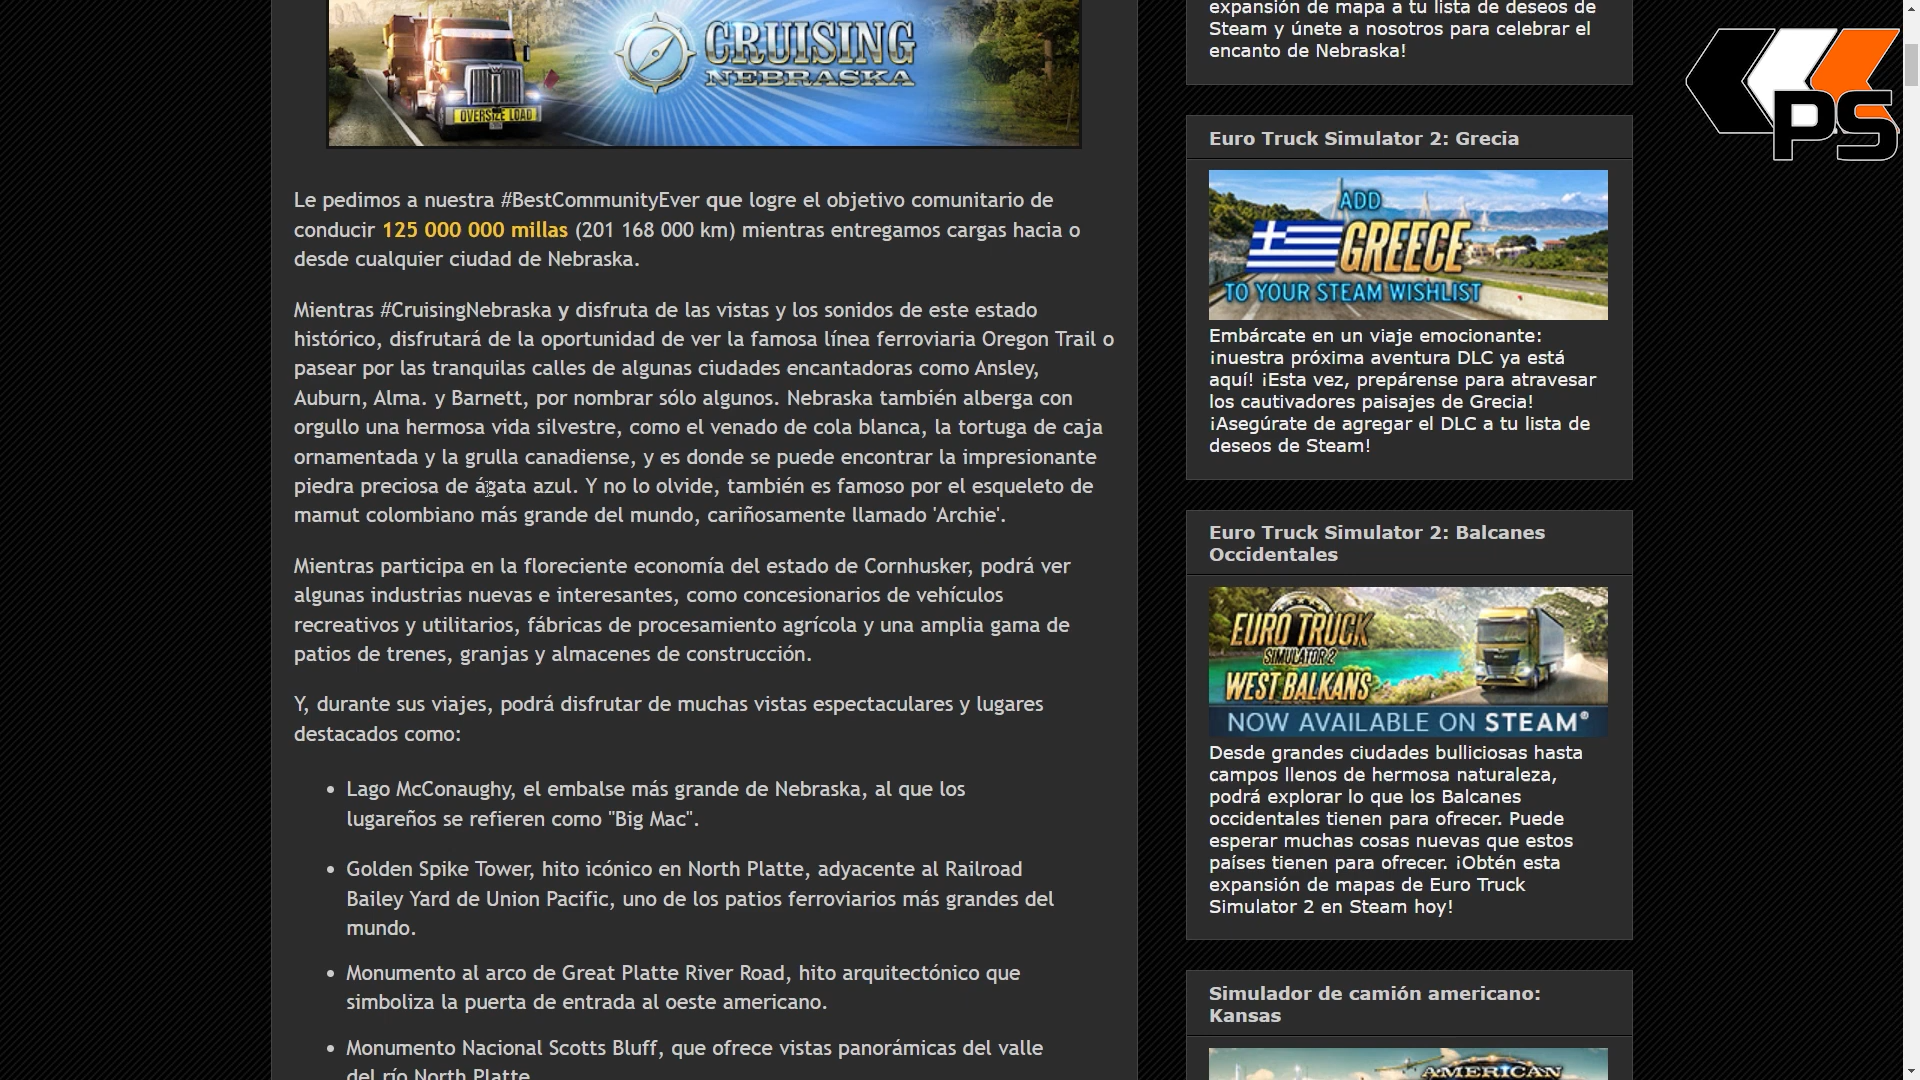 CRUISING
NEBRASKA
OVERSIZE LOAD
Le pedimos a nuestra #BestCommunityEver que logre el objetivo comunitario de
conducir 125 000 000 millas (201 168 000 km) mientras entregamos cargas hacia o
desde cualquier ciudad de Nebraska.
Mientras #CruisingNebraska y disfruta de las vistas y los sonidos de este estado
histórico, disfrutará de la oportunidad de ver la famosa línea ferroviaria Oregon Trail o
pasear por las tranquilas calles de algunas ciudades encantadoras como Ansley,
Auburn, Alma. y Barnett, por nombrar sólo algunos. Nebraska también alberga con
orgullo una hermosa vida silvestre, como el venado de cola blanca, la tortuga de caja
ornamentada y la grulla canadiense, y es donde se puede encontrar la impresionante
piedra preciosa de ágata azul. Y no lo olvide, también es famoso por el esqueleto de
mamut colombiano más grande del mundo, cariñosamente llamado 'Archie'.
Mientras participa en la floreciente economía del estado de Cornhusker, podrá ver
algunas industrias nuevas e interesantes, como concesionarios de vehículos
recreativos y utilitarios, fábricas de procesamiento agrícola y una amplia gama de
patios de trenes, granjas y almacenes de construcción.
Y, durante sus viajes, podrá disfrutar de muchas vistas espectaculares y lugares
destacados como:
• Lago McConaughy, el embalse más grande de Nebraska, al que los
lugareños se refieren como "Big Mac".
• Golden Spike Tower, hito icónico en North Platte, adyacente al Railroad
Bailey Yard de Union Pacific, uno de los patios ferroviarios más grandes del
mundo.
• Monumento al arco de Great Platte River Road, hito arquitectónico que
simboliza la puerta de entrada al oeste americano.
• Monumento Nacional Scotts Bluff, que ofrece vistas panorámicas del valle
del río North Platte.
expansión de mapa a tu lista de deseos de
Steam y únete a nosotros para celebrar el
encanto de Nebraska!
Euro Truck Simulator 2: Grecia
ADD
GREECE
TO YOUR STEAM WISHLIST
Embárcate en un viaje emocionante:
¡nuestra próxima aventura DLC ya está
aquí! ¡Esta vez, prepárense para atravesar
los cautivadores paisajes de Grecia!
¡Asegúrate de agregar el DLC a tu lista de
deseos de Steam!
Euro Truck Simulator 2: Balcanes
Occidentales
EURO TRUCK
SIMULATOR 2
WEST BALKANS
NOW AVAILABLE ON STEAM®
Desde grandes ciudades bulliciosas hasta
campos llenos de hermosa naturaleza,
podrá explorar lo que los Balcanes
occidentales tienen para ofrecer. Puede
esperar muchas cosas nuevas que estos
países tienen para ofrecer. ¡Obtén esta
expansión de mapas de Euro Truck
Simulator 2 en Steam hoy!
Simulador de camión americano:
Kansas
AMERICAN
PS